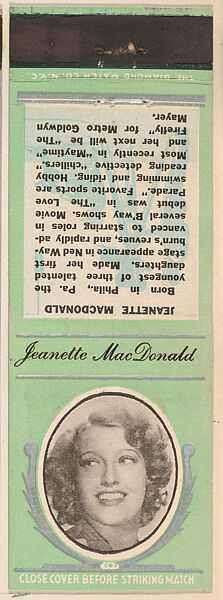 THE DIAMOND MATCH CO. N.Y.C.
JEANETTE MACDONALD
Born in Phila., Pa. the
youngest of three talented
daughters. Made her first
stage appearance in Ned Way-
burn's revues, and rapidly ad-
vanced to starring roles in
several B'way shows. Movie
debut was "The Love
Parade." Favorite sports are
swimming and riding. Hobby
reading detective "chillers".
Most recently in "Maytime"
and her next will be "The
Firefly" for Metro Goldwyn
Mayer.
Jeanette MacDonald
CLOSE COVER BEFORE STRIKING MATCH